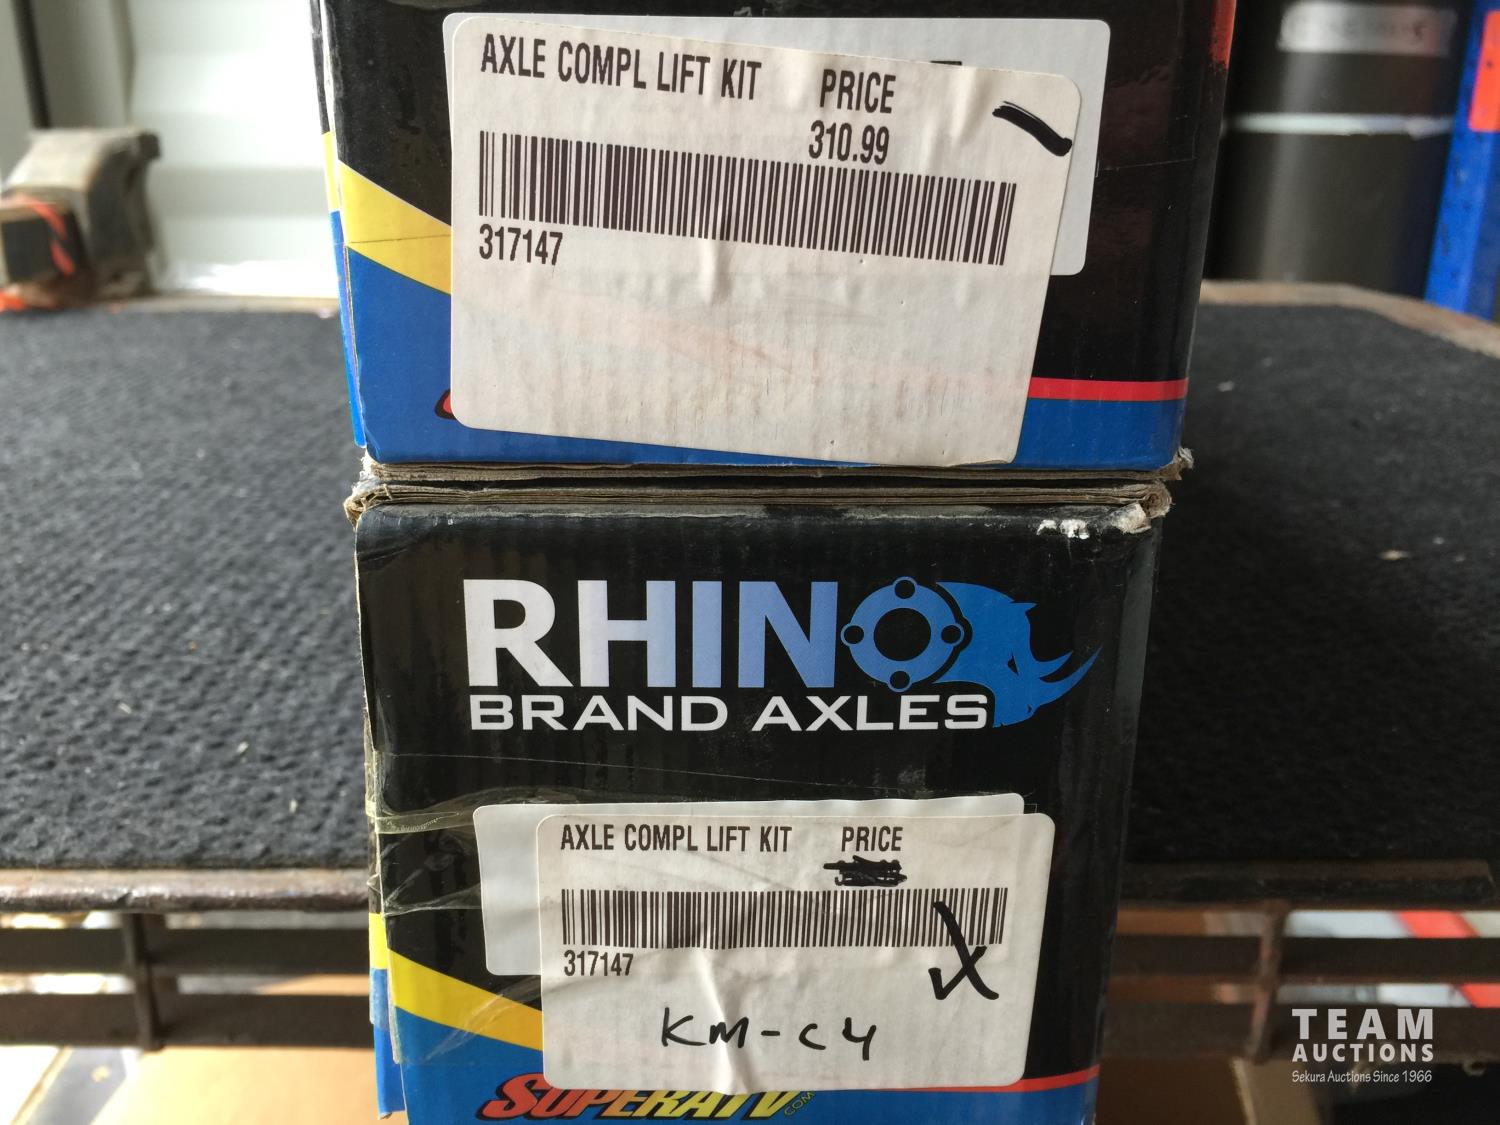 AXLE COMPL LIFT KIT PRICE
310.99
317147
RHINO
BRAND AXLES
AXLE COMPL LIFT KIT PRICE
317147
KM-C4
SUPERATV.COM
TEAM
AUCTIONS
Sekura Auctions Since 1966